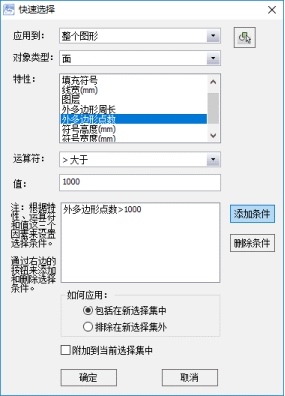 快速选择
应用到：
整个图形
对象类型：
面
特性：
填充符号
线宽(mm)
图层
外多边形周长
外多边形点数
符号高度(mm)
符号宽度(mm)
运算符：
> 大于
值：
1000
注：根据特
性、运算符
和值这三个
因素来设置
选择条件。
外多边形点数>1000
添加条件
删除条件
通过右边的
按钮来添加
和删除选择
条件。
如何应用：
包括在新选择集中
排除在新选择集外
附加到当前选择集中
确定
取消